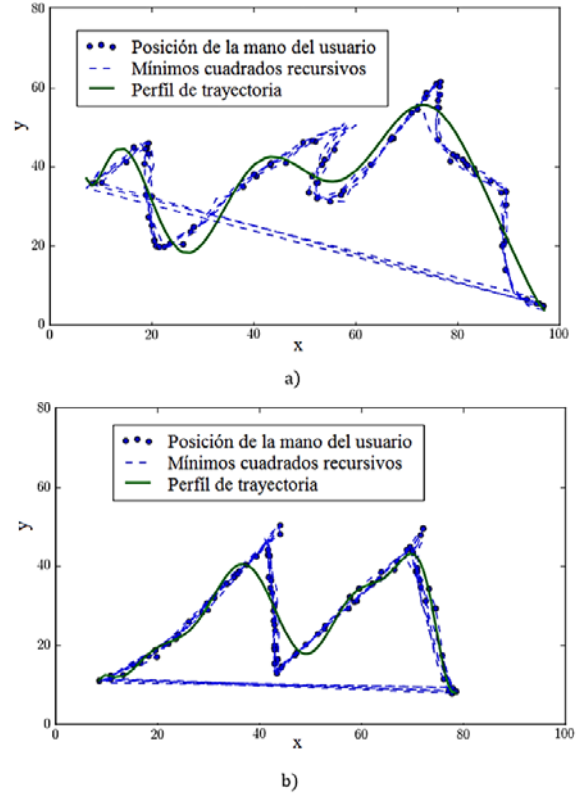 80
60
40
20
0
y
Posición de la mano del usuario
Mínimos cuadrados recursivos
Perfil de trayectoria
0 20 40 60 80 100
x
a)
80
60
40
20
0
y
Posición de la mano del usuario
Mínimos cuadrados recursivos
Perfil de trayectoria
0 20 40 60 80 100
x
b)